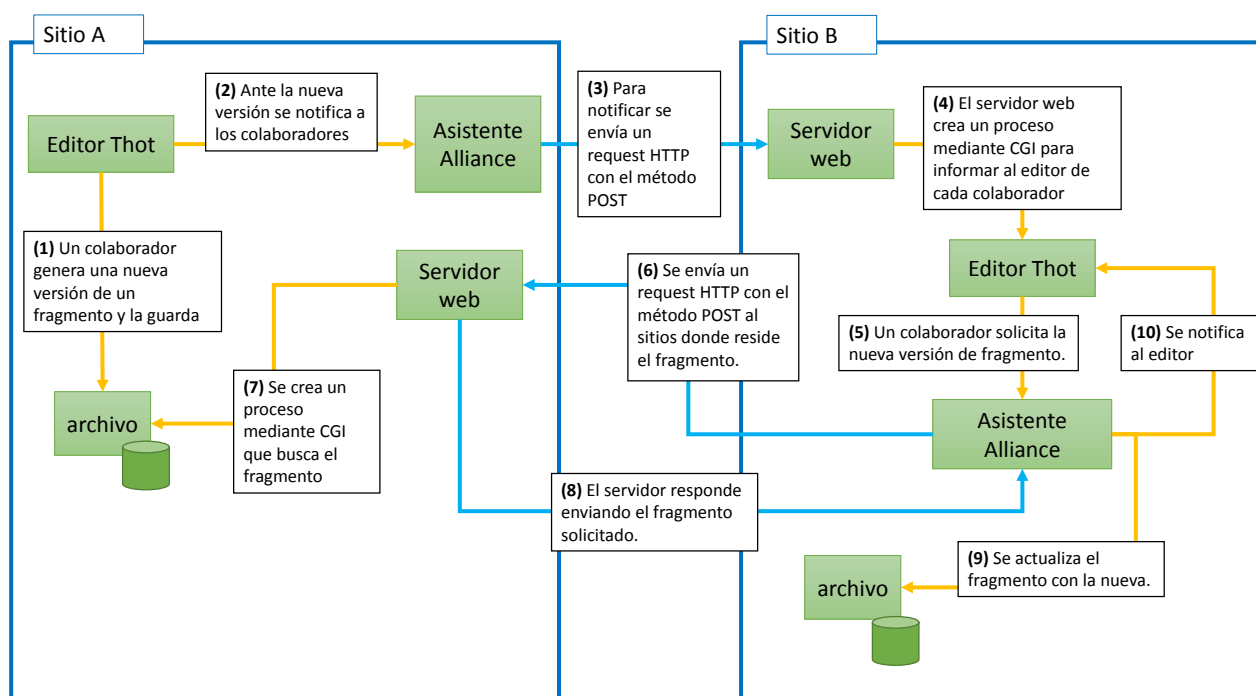 Sitio A
Sitio B
(2) Ante la nueva
versión se notifica a
los colaboradores
(3) Para
notificar se
envía un
request HTTP
con el método
POST
(4) El servidor web
crea un proceso
mediante CGI para
informar al editor de
cada colaborador
Editor Thot
Asistente
Alliance
Servidor
web
(1) Un colaborador
genera una nueva
versión de un
fragmento y la guarda
Servidor
web
(6) Se envía un
request HTTP con el
método POST al
sitios donde reside
el fragmento.
Editor Thot
(5) Un colaborador solicita la
nueva versión de fragmento.
(10) Se notifica
al editor
archivo
(7) Se crea un
proceso
mediante CGI
que busca el
fragmento
Asistente
Alliance
(8) El servidor responde
enviando el fragmento
solicitado.
(9) Se actualiza el
fragmento con la nueva.
archivo